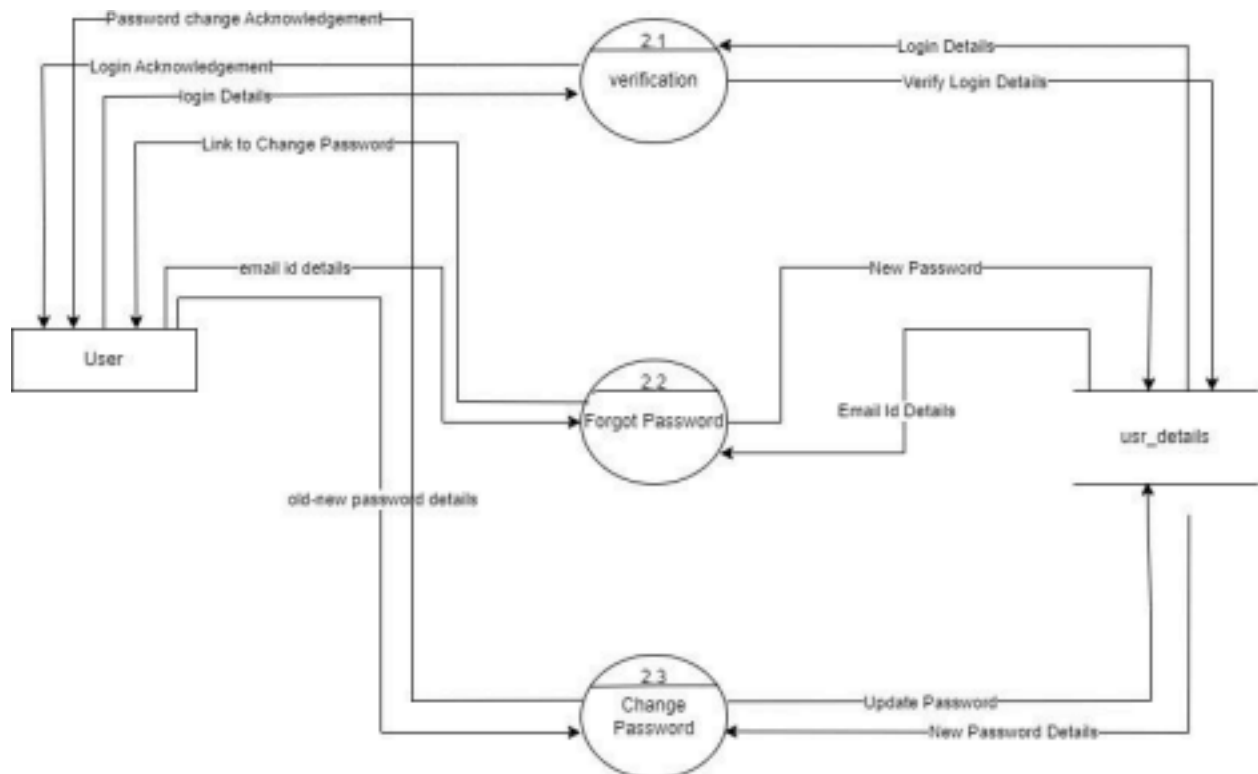 Password change Acknowledgement
2.1
Login Details
Login Acknowledgement
verification
Verify Login Details
login Details
Link to Change Password
email id details
New Password
User
2.2
Forgot Password
Email Id Details
usr_details
old-new password details
2.3
Change
Password
Update Password
New Password Details